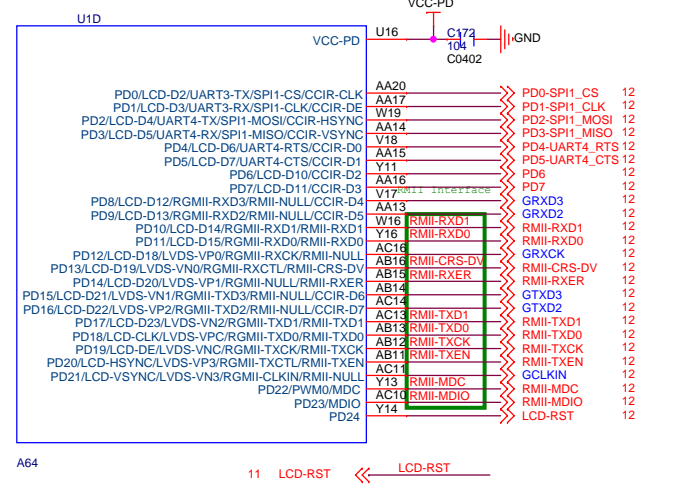 VCC-PD
U1D
VCC-PD U16 C172 GND
104
C0402
PD0/LCD-D2/UART3-TX/SPI1-CS/CCIR-CLK AA20 PD0-SPI1_CS 12
PD1/LCD-D3/UART3-RX/SPI1-CLK/CCIR-DE AA17 PD1-SPI1_CLK 12
PD2/LCD-D4/UART4-TX/SPI1-MOSI/CCIR-HSYNC W19 PD2-SPI1_MOSI 12
PD3/LCD-D5/UART4-RX/SPI1-MISO/CCIR-VSYNC AA14 PD3-SPI1_MISO 12
PD4/LCD-D6/UART4-RTS/CCIR-D0 V18 PD4-UART4_RTS 12
PD5/LCD-D7/UART4-CTS/CCIR-D1 AA15 PD5-UART4_CTS 12
PD6/LCD-D10/CCIR-D2 Y11 PD6 12
PD7/LCD-D11/CCIR-D3 AA16 PD7 12
RMII Interface
PD8/LCD-D12/RGMII-RXD3/RMII-NULL/CCIR-D4 V17 GRXD3 12
PD9/LCD-D13/RGMII-RXD2/RMII-NULL/CCIR-D5 AA13 GRXD2 12
PD10/LCD-D14/RGMII-RXD1/RMII-RXD1 W16 RMII-RXD1 RMII-RXD1 12
PD11/LCD-D15/RGMII-RXD0/RMII-RXD0 Y16 RMII-RXD0 RMII-RXD0 12
PD12/LCD-D18/LVDS-VP0/RGMII-RXCK/RMII-NULL AC16 GRXCK 12
PD13/LCD-D19/LVDS-VN0/RGMII-RXCTL/RMII-CRS-DV AB16 RMII-CRS-DV RMII-CRS-DV 12
PD14/LCD-D20/LVDS-VP1/RGMII-NULL/RMII-RXER AB15 RMII-RXER RMII-RXER 12
PD15/LCD-D21/LVDS-VN1/RGMII-TXD3/RMII-NULL/CCIR-D6 AB14 GTXD3 12
PD16/LCD-D22/LVDS-VP2/RGMII-TXD2/RMII-NULL/CCIR-D7 AC14 GTXD2 12
PD17/LCD-D23/LVDS-VN2/RGMII-TXD1/RMII-TXD1 AC13 RMII-TXD1 RMII-TXD1 12
PD18/LCD-CLK/LVDS-VPC/RGMII-TXD0/RMII-TXD0 AB13 RMII-TXD0 RMII-TXD0 12
PD19/LCD-DE/LVDS-VNC/RGMII-TXCK/RMII-TXCK AB12 RMII-TXCK RMII-TXCK 12
PD20/LCD-HSYNC/LVDS-VP3/RGMII-TXCTL/RMII-TXEN AB11 RMII-TXEN RMII-TXEN 12
PD21/LCD-VSYNC/LVDS-VN3/RGMII-CLKIN/RMII-NULL AC11 GCLKIN 12
PD22/PWM0/MDC Y13 RMII-MDC RMII-MDC 12
PD23/MDIO AC10 RMII-MDIO RMII-MDIO 12
PD24 Y14 LCD-RST 12
A64
11 LCD-RST LCD-RST